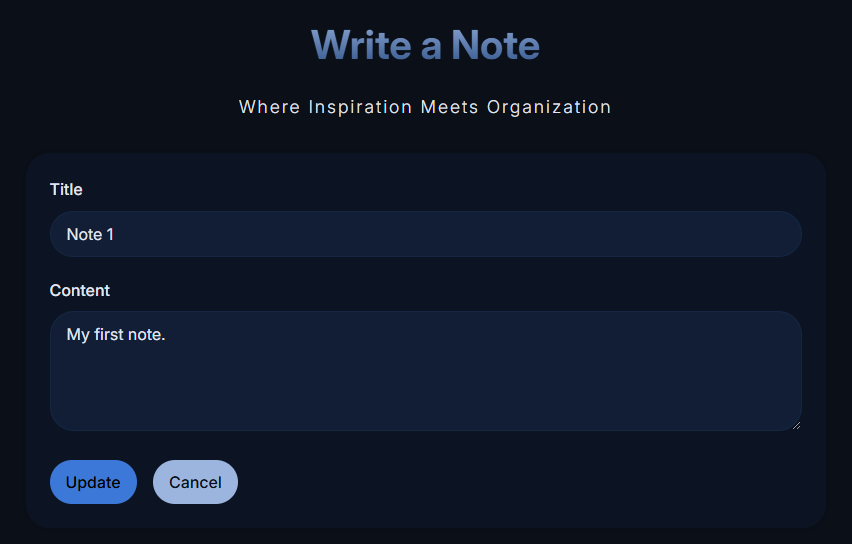 Write a Note
Where Inspiration Meets Organization
Title
Note 1
Content
My first note.
Update Cancel